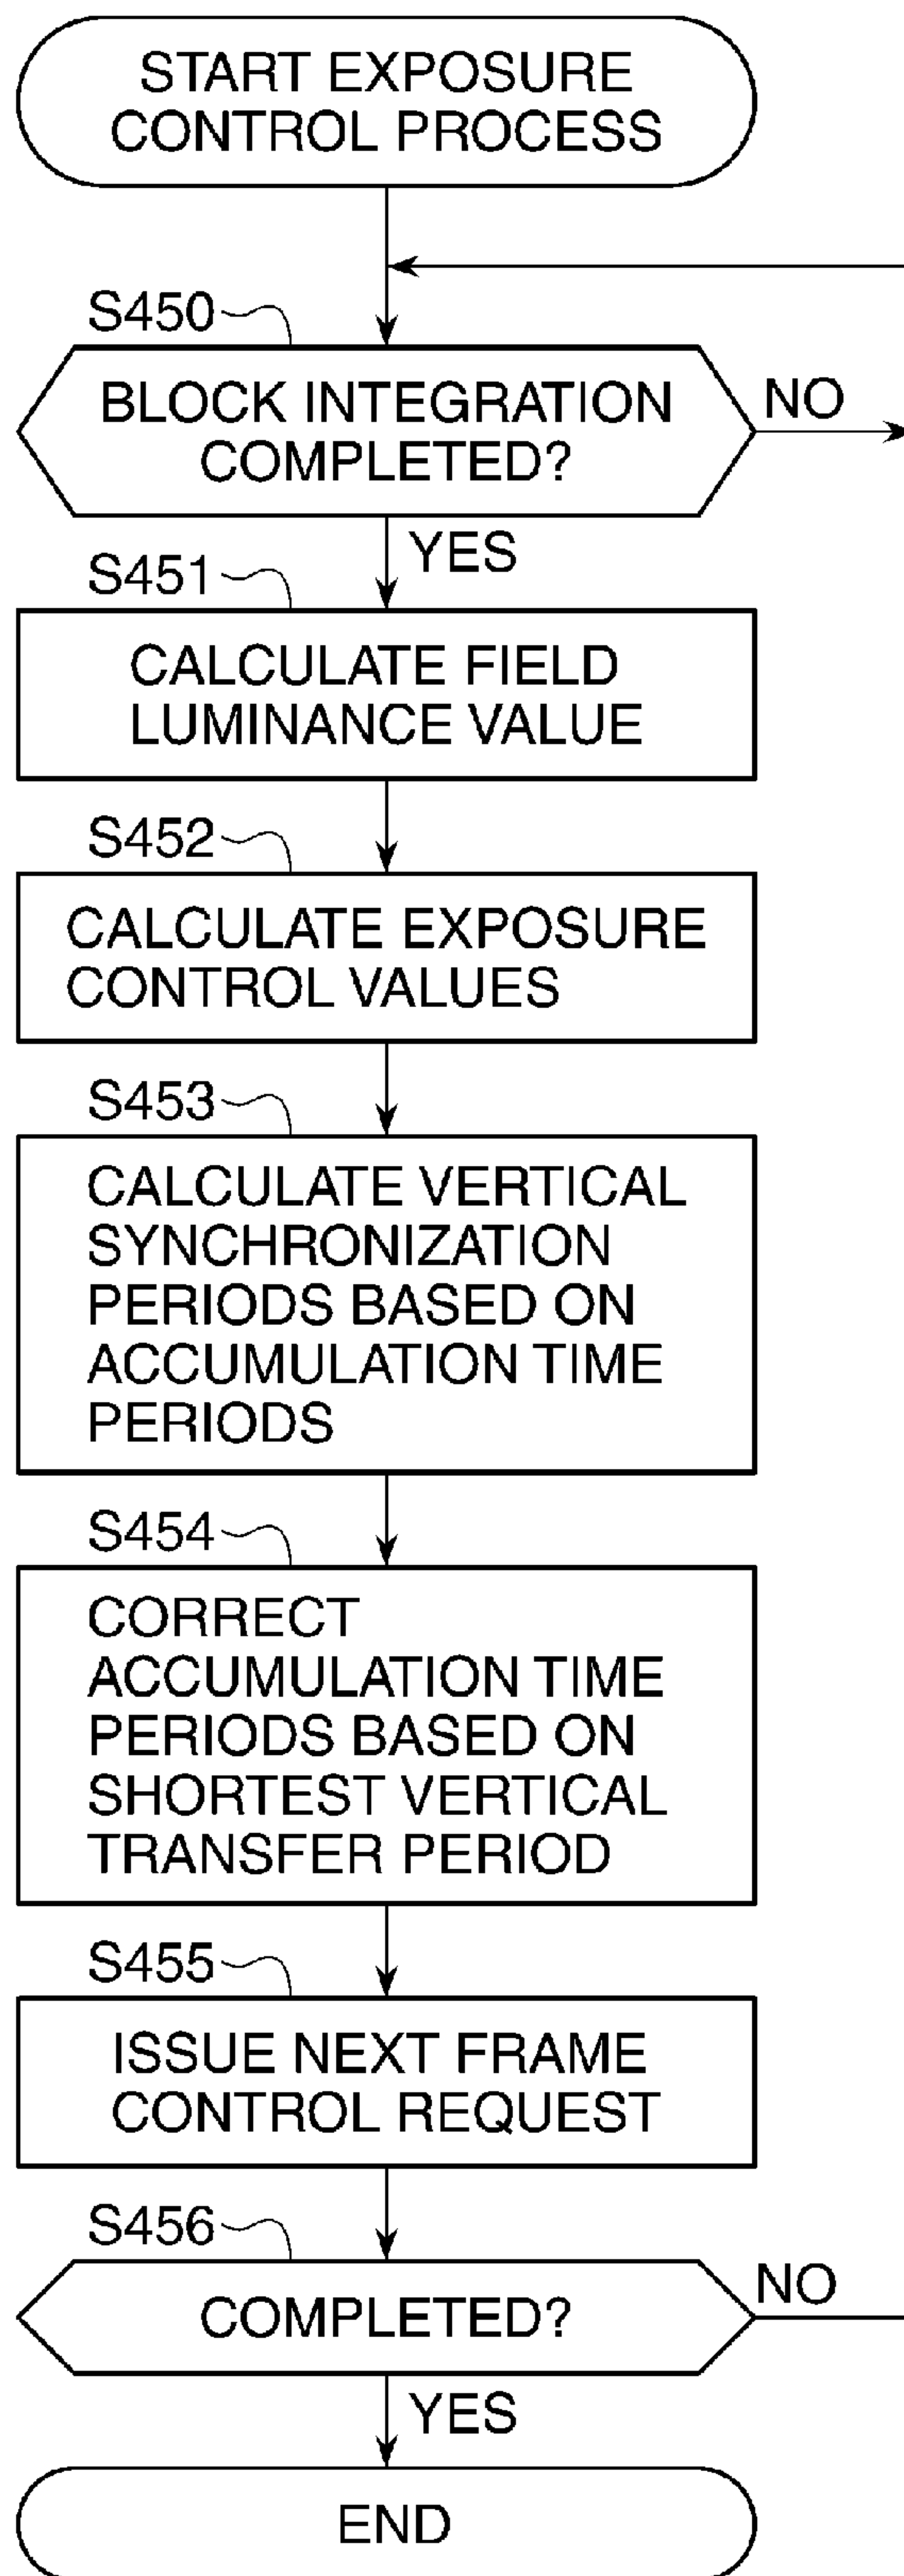 START EXPOSURE
CONTROL PROCESS
S450
BLOCK INTEGRATION
COMPLETED?
NO
YES
S451
CALCULATE FIELD
LUMINANCE VALUE
S452
CALCULATE EXPOSURE
CONTROL VALUES
S453
CALCULATE VERTICAL
SYNCHRONIZATION
PERIODS BASED ON
ACCUMULATION TIME
PERIODS
S454
CORRECT
ACCUMULATION TIME
PERIODS BASED ON
SHORTEST VERTICAL
TRANSFER PERIOD
S455
ISSUE NEXT FRAME
CONTROL REQUEST
S456
COMPLETED?
NO
YES
END